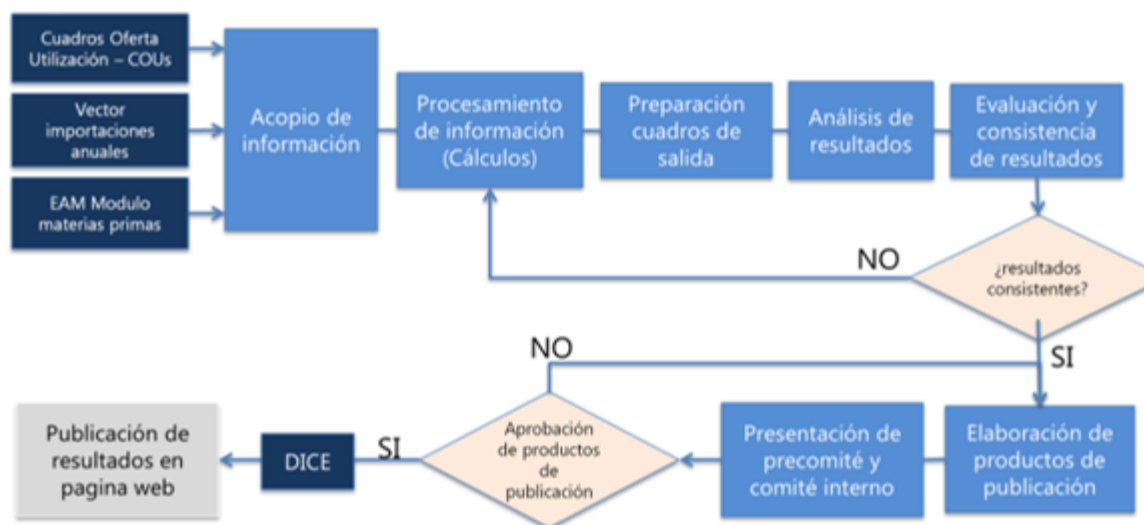 Cuadros Oferta
Utilización – COUs
Vector
importaciones
anuales
EAM Modulo
materias primas
Acopio de
información
Procesamiento
de información
(Cálculos)
Preparación
cuadros de
salida
Análisis de
resultados
Evaluación y
consistencia
de resultados
NO
¿resultados
consistentes?
SI
NO
Publicación de
resultados en
pagina web
DICE
SI
Aprobación
de productos
de
publicación
Presentación de
precomité y
comité interno
Elaboración de
productos de
publicación